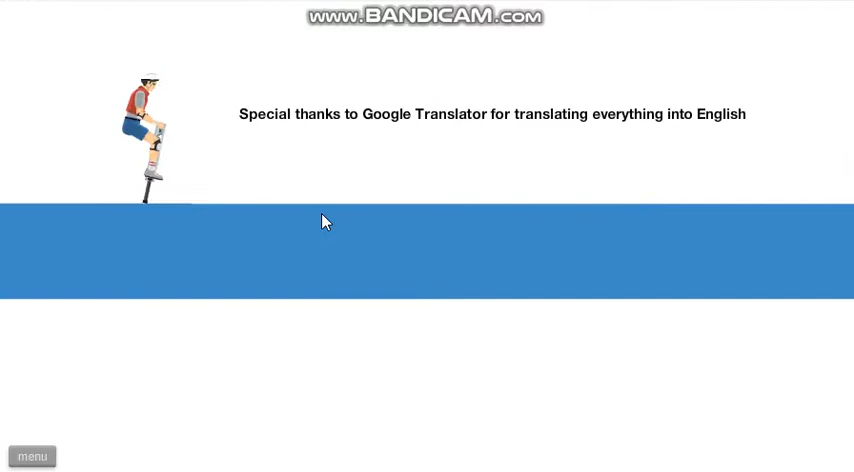 www.BANDICAM.com
Special thanks to Google Translator for translating everything into English
menu